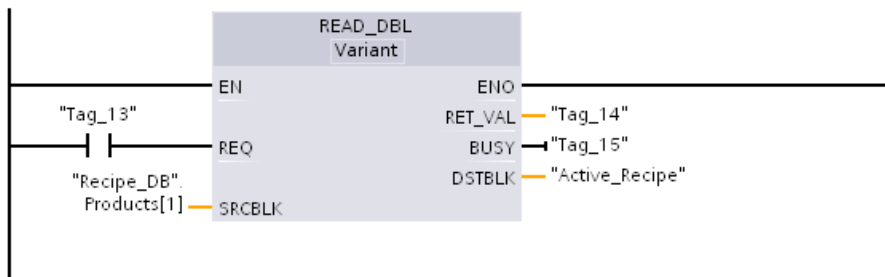 READ_DBL
Variant
EN
ENO
"Tag_13"
RET_VAL
"Tag_14"
REQ
BUSY
"Tag_15"
"Recipe_DB".
Products[1]
DSTBLK
"Active_Recipe"
SRCBLK